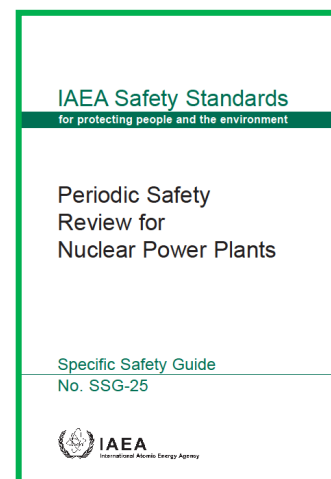 IAEA Safety Standards
for protecting people and the environment
Periodic Safety
Review for
Nuclear Power Plants
Specific Safety Guide
No. SSG-25
IAEA
International Atomic Energy Agency